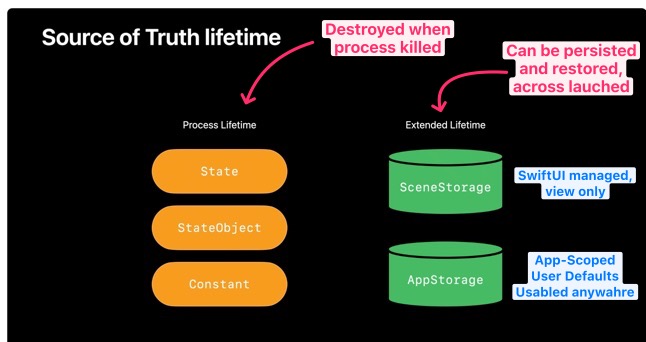 Source of Truth lifetime
Destroyed when
process killed
Can be persisted
and restored,
across lauched
Process Lifetime
Extended Lifetime
State
StateObject
Constant
SceneStorage
SwiftUI managed,
view only
AppStorage
App-Scoped
User Defaults
Usabled anywahre